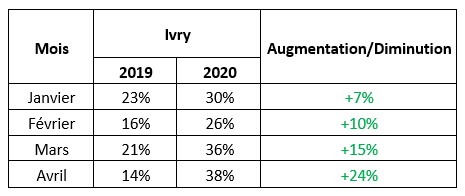 Mois Ivry Augmentation/Diminution
2019 2020
Janvier 23% 30% +7%
Février 16% 26% +10%
Mars 21% 36% +15%
Avril 14% 38% +24%